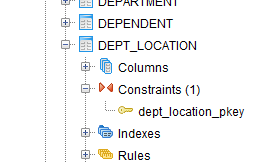 DEPARTMENT
DEPENDENT
DEPT_LOCATION
Columns
Constraints (1)
dept_location_pkey
Indexes
Rules